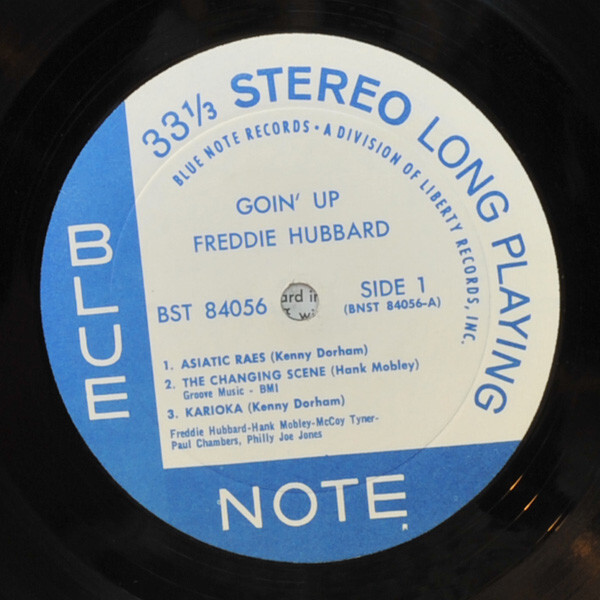 33⅓ STEREO LONG PLAYING
BLUE NOTE RECORDS • A DIVISION OF LIBERTY RECORDS, INC.
GOIN' UP
FREDDIE HUBBARD
BST 84056
SIDE 1
(BNST 84056-A)
1. ASIATIC RAES (Kenny Dorham)
2. THE CHANGING SCENE (Hank Mobley)
Groove Music - BMI
3. KARIOKA (Kenny Dorham)
Freddie Hubbard-Hank Mobley-McCoy Tyner-
Paul Chambers, Philly Joe Jones
BLUE
NOTE